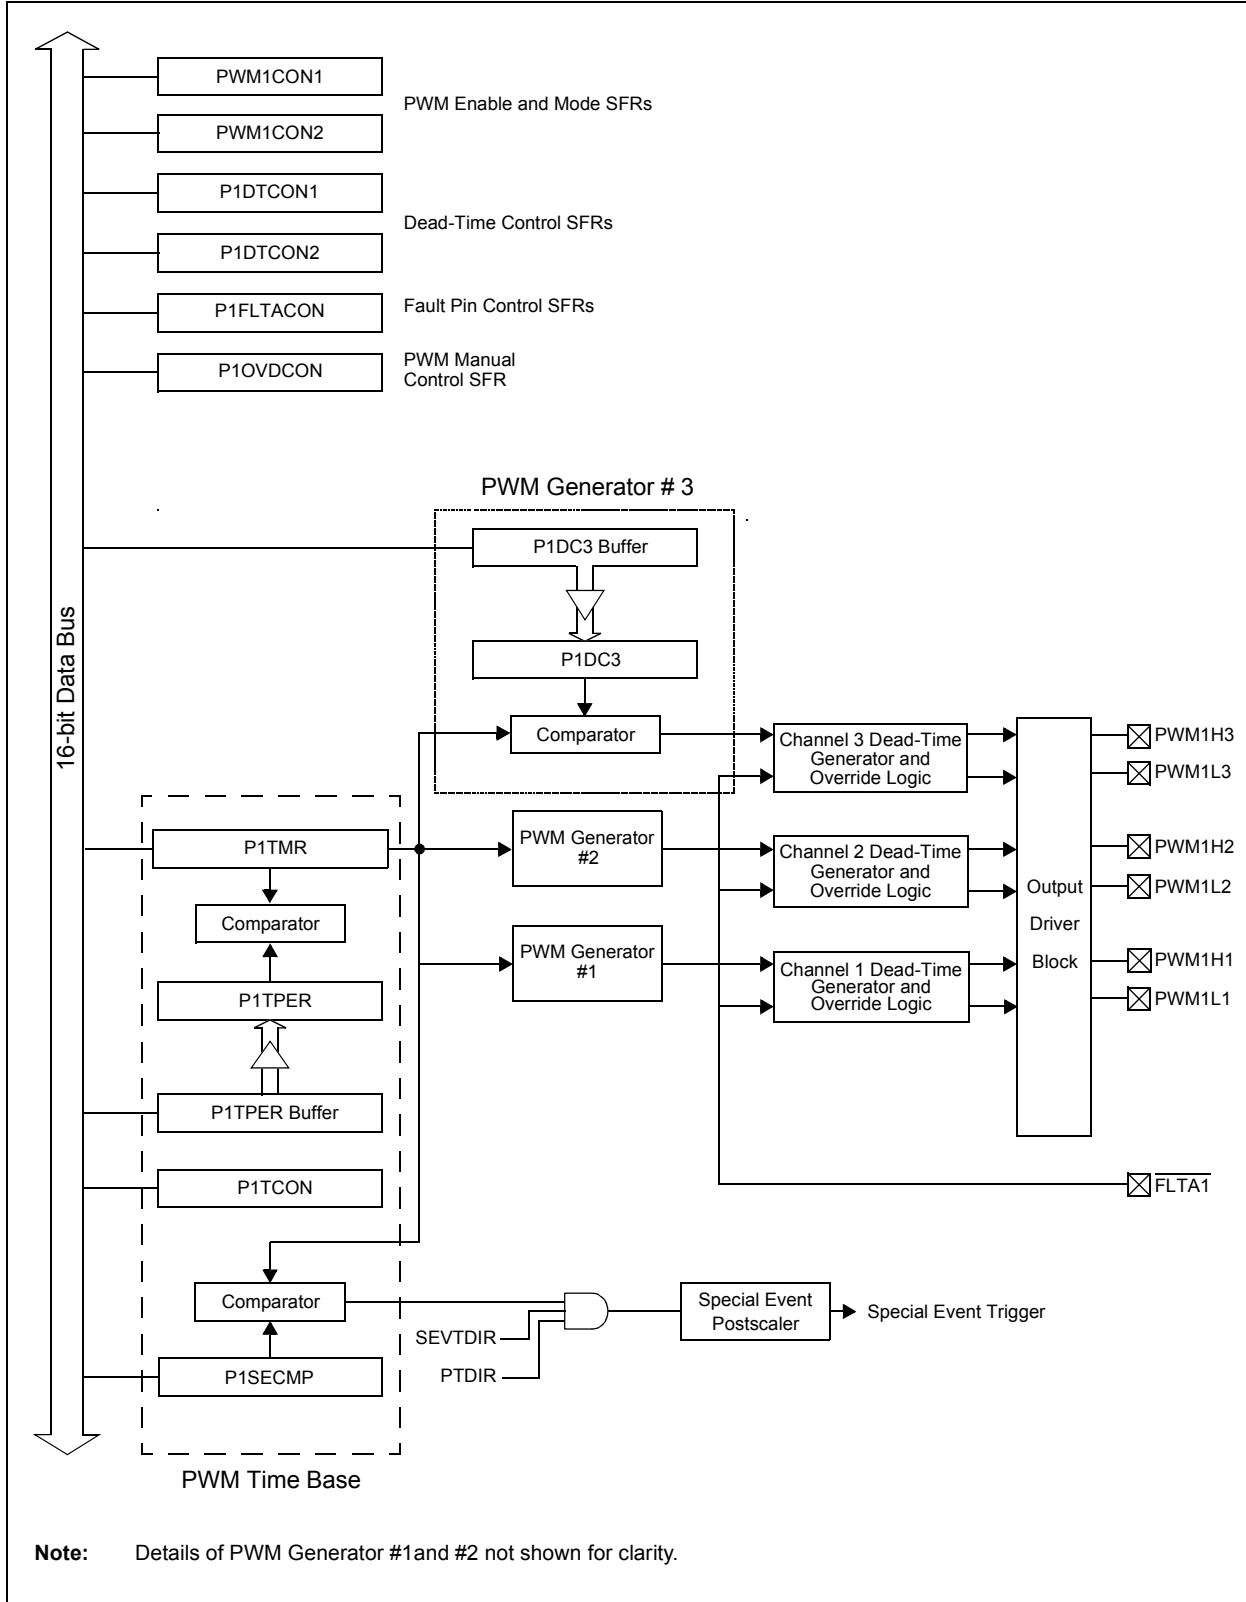 PWM1CON1
PWM Enable and Mode SFRs
PWM1CON2
P1DTCON1
Dead-Time Control SFRs
P1DTCON2
P1FLTACON
Fault Pin Control SFRs
P1OVDCON
PWM Manual
Control SFR
PWM Generator # 3
P1DC3 Buffer
16-bit Data Bus
P1DC3
Comparator
Channel 3 Dead-Time
Generator and
Override Logic
PWM1H3
PWM1L3
P1TMR
PWM Generator
#2
Channel 2 Dead-Time
Generator and
Override Logic
PWM1H2
PWM1L2
Comparator
Output
Driver
Block
PWM Generator
#1
Channel 1 Dead-Time
Generator and
Override Logic
PWM1H1
PWM1L1
P1TPER
P1TPER Buffer
P1TCON
FLTA1
Comparator
SEVTDIR
PTDIR
Special Event
Postscaler
Special Event Trigger
P1SECMP
PWM Time Base
Note: Details of PWM Generator #1and #2 not shown for clarity.